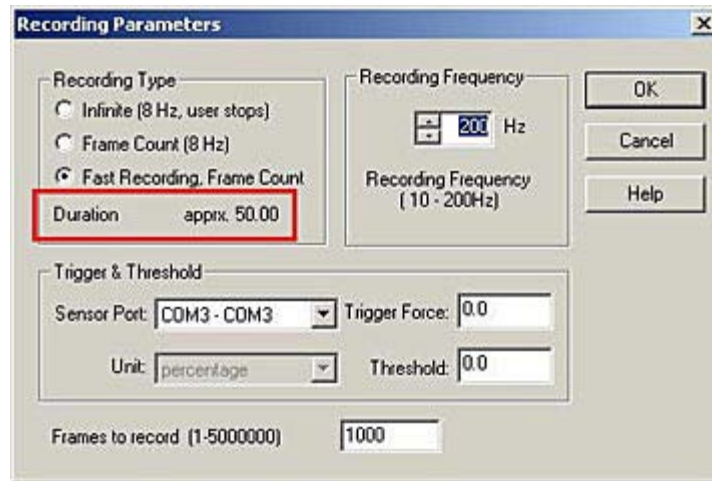 Recording Parameters
Recording Type
Infinite (8 Hz, user stops)
Frame Count (8 Hz)
Fast Recording, Frame Count
Duration apprx. 50.00
Recording Frequency
200 Hz
Recording Frequency
( 10 - 200Hz)
OK
Cancel
Help
Trigger & Threshold
Sensor Port: COM3 - COM3 Trigger Force: 0.0
Unit: percentage Threshold: 0.0
Frames to record (1-5000000) 1000